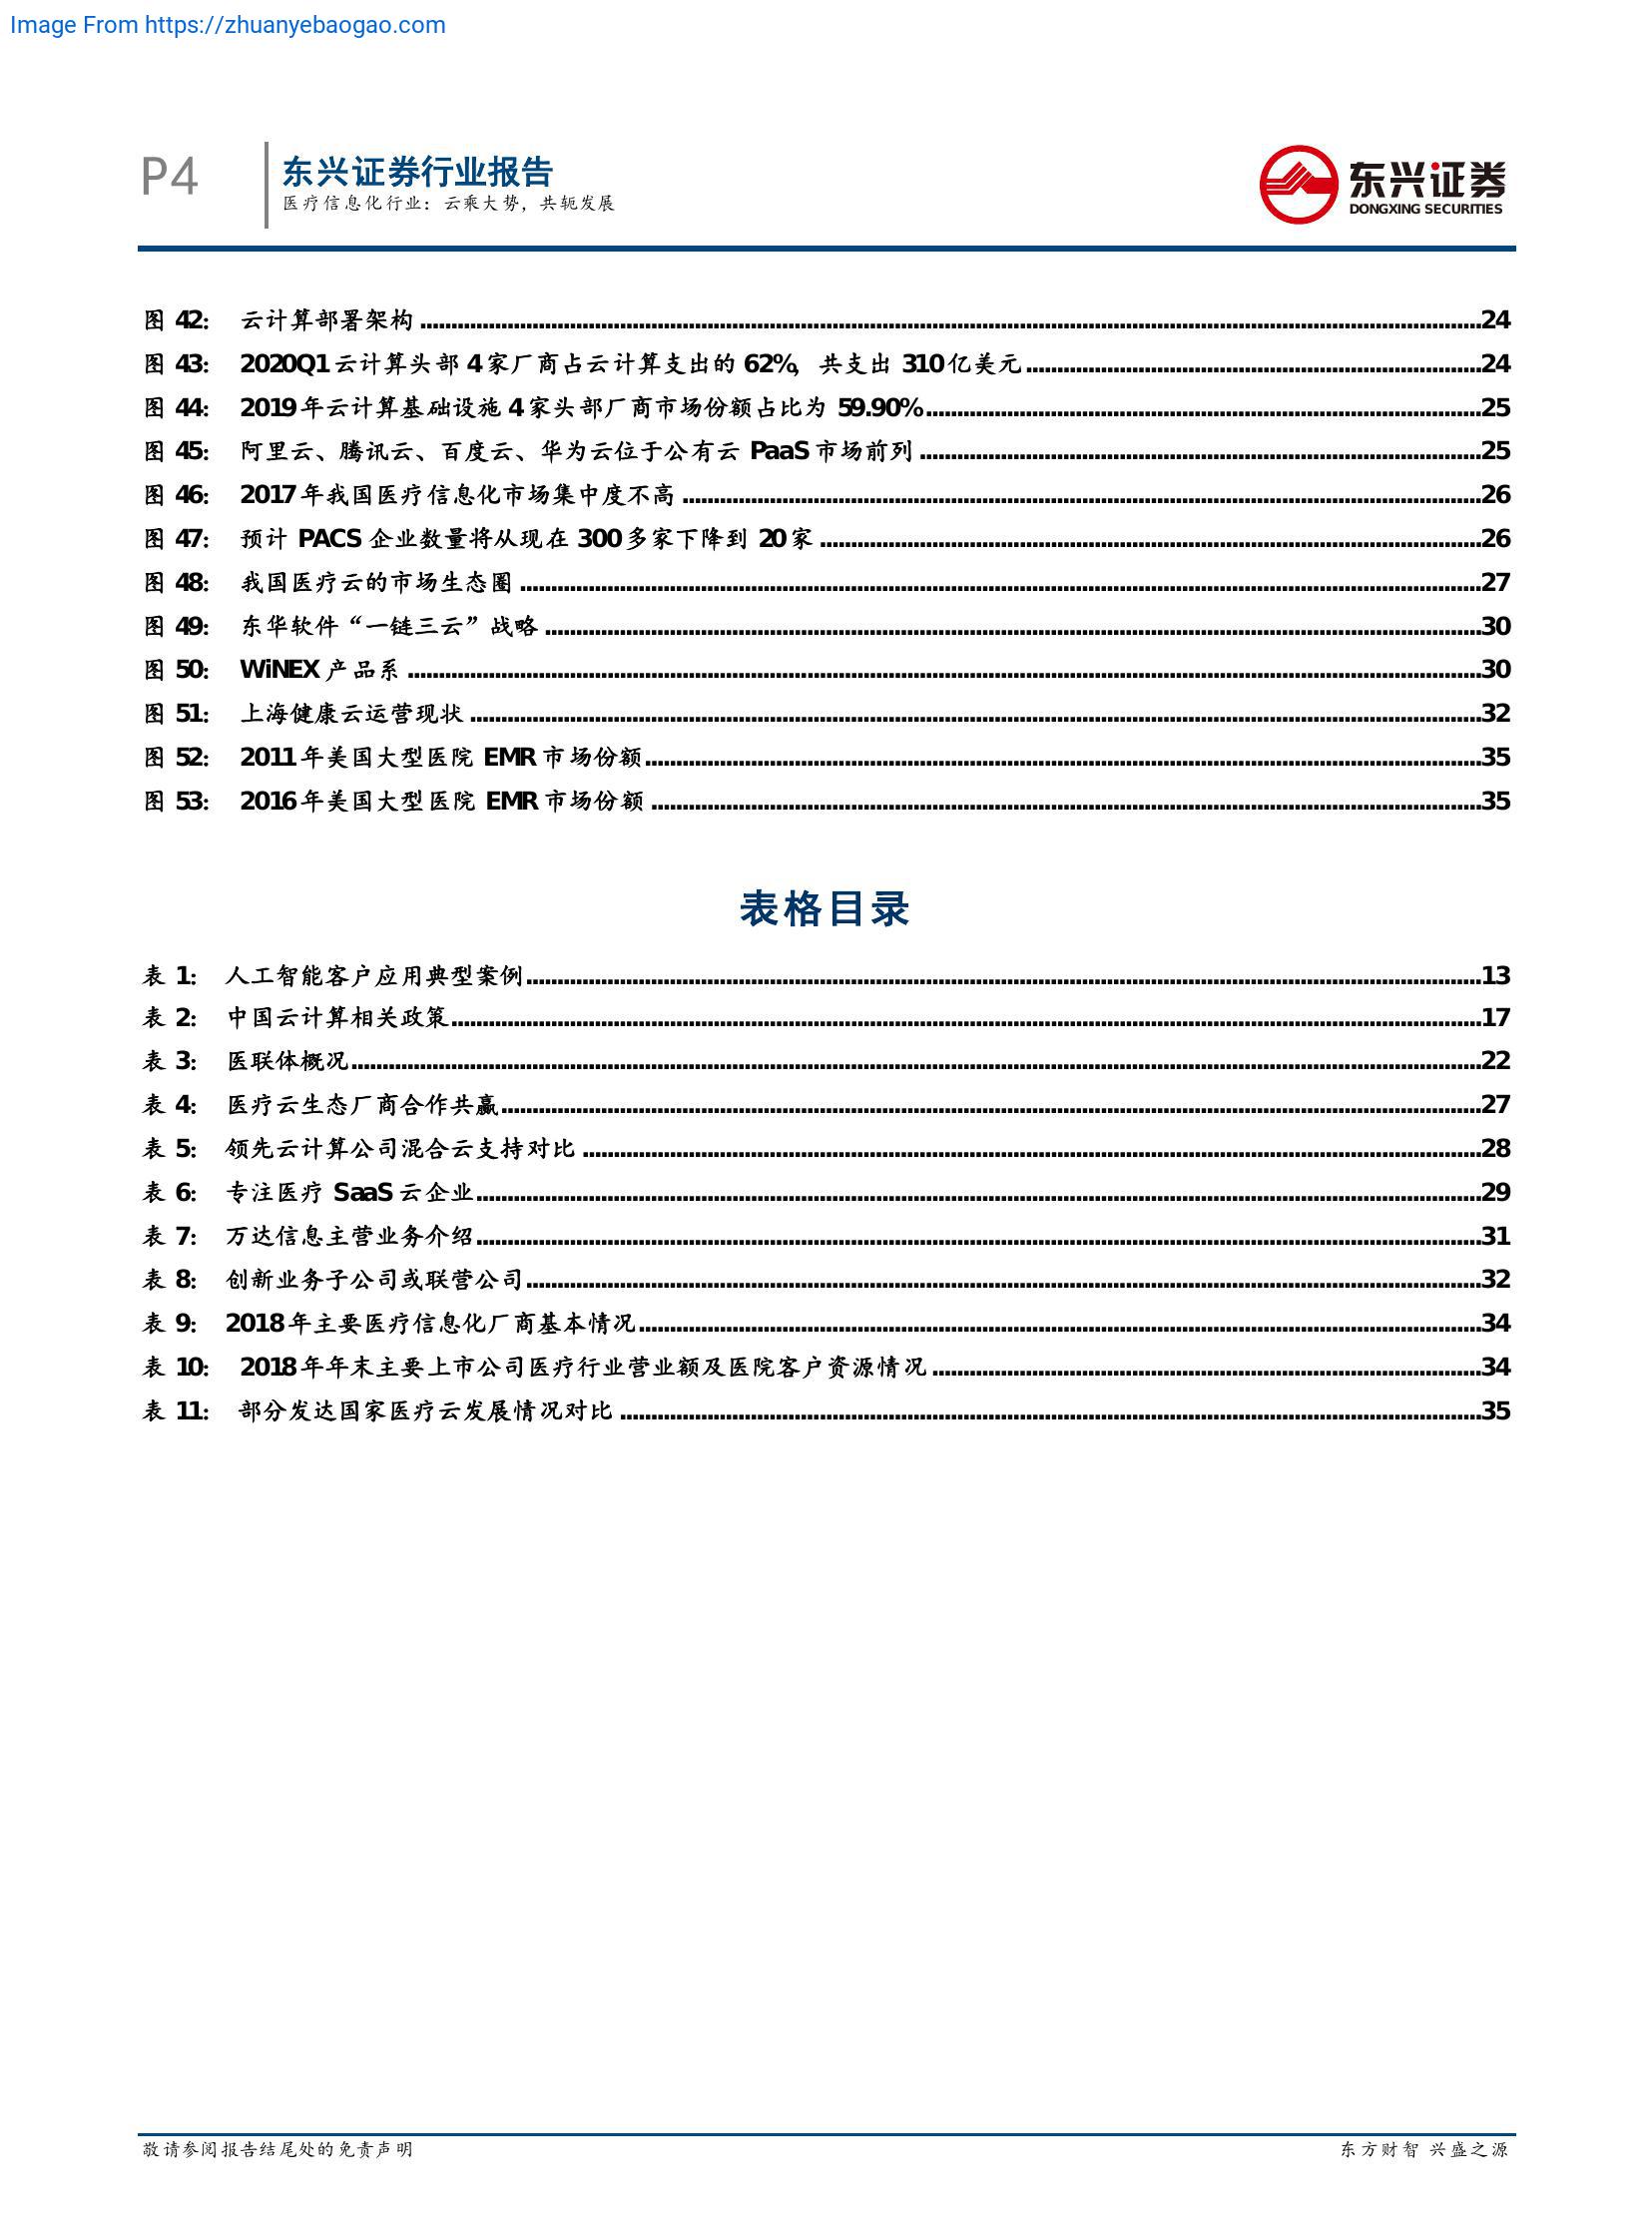 Image From https://zhuanyebaogao.com
P4
东兴证券行业报告
医疗信息化行业：云乘大势，共轭发展
东兴证券
DONGXING SECURITIES
图 42： 云计算部署架构 ........ 24
图 43： 2020Q1 云计算头部 4 家厂商占云计算支出的 62%，共支出 310 亿美元 ........ 24
图 44： 2019 年云计算基础设施 4 家头部厂商市场份额占比为 59.90% ........ 25
图 45： 阿里云、腾讯云、百度云、华为云位于公有云 PaaS 市场前列 ........ 25
图 46： 2017 年我国医疗信息化市场集中度不高 ........ 26
图 47： 预计 PACS 企业数量将从现在 300 多家下降到 20 家 ........ 26
图 48： 我国医疗云的市场生态圈 ........ 27
图 49： 东华软件“一链三云”战略 ........ 30
图 50： WiNEX 产品系 ........ 30
图 51： 上海健康云运营现状 ........ 32
图 52： 2011 年美国大型医院 EMR 市场份额 ........ 35
图 53： 2016 年美国大型医院 EMR 市场份额 ........ 35
表格目录
表 1： 人工智能客户应用典型案例 ........ 13
表 2： 中国云计算相关政策 ........ 17
表 3： 医联体概况 ........ 22
表 4： 医疗云生态厂商合作共赢 ........ 27
表 5： 领先云计算公司混合云支持对比 ........ 28
表 6： 专注医疗 SaaS 云企业 ........ 29
表 7： 万达信息主营业务介绍 ........ 31
表 8： 创新业务子公司或联营公司 ........ 32
表 9： 2018 年主要医疗信息化厂商基本情况 ........ 34
表 10： 2018 年年末主要上市公司医疗行业营业额及医院客户资源情况 ........ 34
表 11： 部分发达国家医疗云发展情况对比 ........ 35
敬请参阅报告结尾处的免责声明
东方财智 兴盛之源